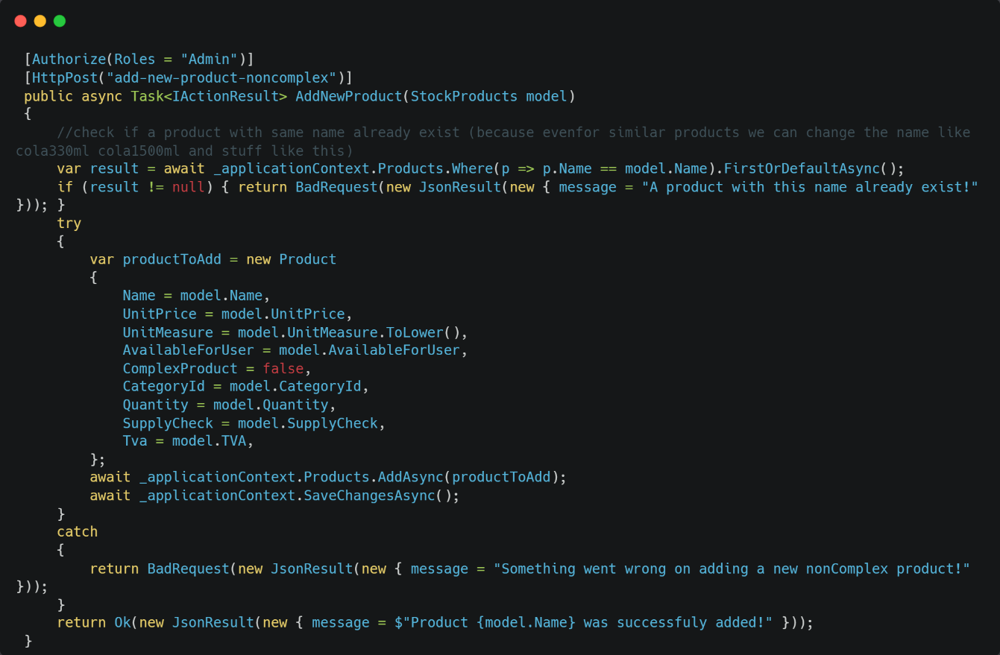 [Authorize(Roles = "Admin")]
[HttpPost("add-new-product-noncomplex")]
public async Task<IActionResult> AddNewProduct(StockProducts model)
{
//check if a product with same name already exist (because evenfor similar products we can change the name like
cola330ml cola1500ml and stuff like this)
var result = await _applicationContext.Products.Where(p => p.Name == model.Name).FirstOrDefaultAsync();
if (result != null) { return BadRequest(new JsonResult(new { message = "A product with this name already exist!"
})); }
try
{
var productToAdd = new Product
{
Name = model.Name,
UnitPrice = model.UnitPrice,
UnitMeasure = model.UnitMeasure.ToLower(),
AvailableForUser = model.AvailableForUser,
ComplexProduct = false,
CategoryId = model.CategoryId,
Quantity = model.Quantity,
SupplyCheck = model.SupplyCheck,
Tva = model.TVA,
};
await _applicationContext.Products.AddAsync(productToAdd);
await _applicationContext.SaveChangesAsync();
}
catch
{
return BadRequest(new JsonResult(new { message = "Something went wrong on adding a new nonComplex product!"
}));
}
return Ok(new JsonResult(new { message = $"Product {model.Name} was successfuly added!" }));
}